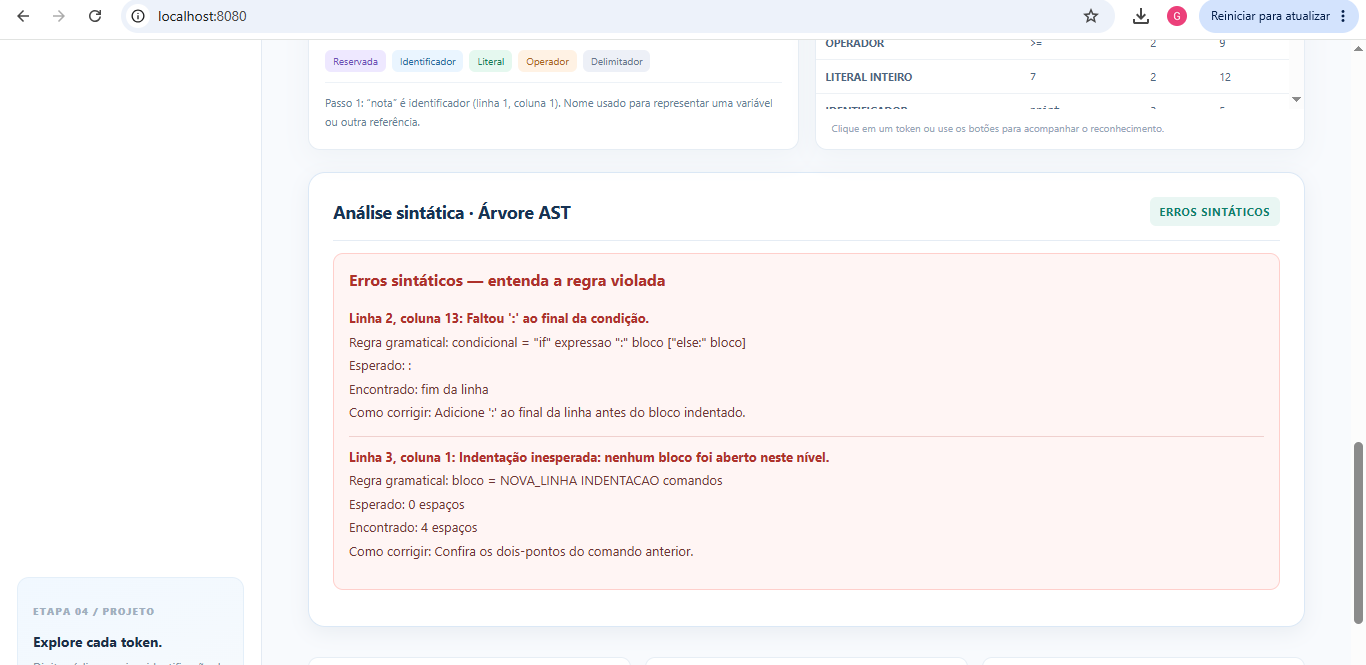 localhost:8080
G
Reiniciar para atualizar
Reservada Identificador Literal Operador Delimitador
Passo 1: “nota” é identificador (linha 1, coluna 1). Nome usado para representar uma variável
ou outra referência.
OPERADOR >= 2 9
LITERAL INTEIRO 7 2 12
Clique em um token ou use os botões para acompanhar o reconhecimento.
Análise sintática · Árvore AST
ERROS SINTÁTICOS
Erros sintáticos — entenda a regra violada
Linha 2, coluna 13: Faltou ':' ao final da condição.
Regra gramatical: condicional = "if" expressao ":" bloco ["else:" bloco]
Esperado: :
Encontrado: fim da linha
Como corrigir: Adicione ':' ao final da linha antes do bloco indentado.
Linha 3, coluna 1: Indentação inesperada: nenhum bloco foi aberto neste nível.
Regra gramatical: bloco = NOVA_LINHA INDENTACAO comandos
Esperado: 0 espaços
Encontrado: 4 espaços
Como corrigir: Confira os dois-pontos do comando anterior.
ETAPA 04 / PROJETO
Explore cada token.